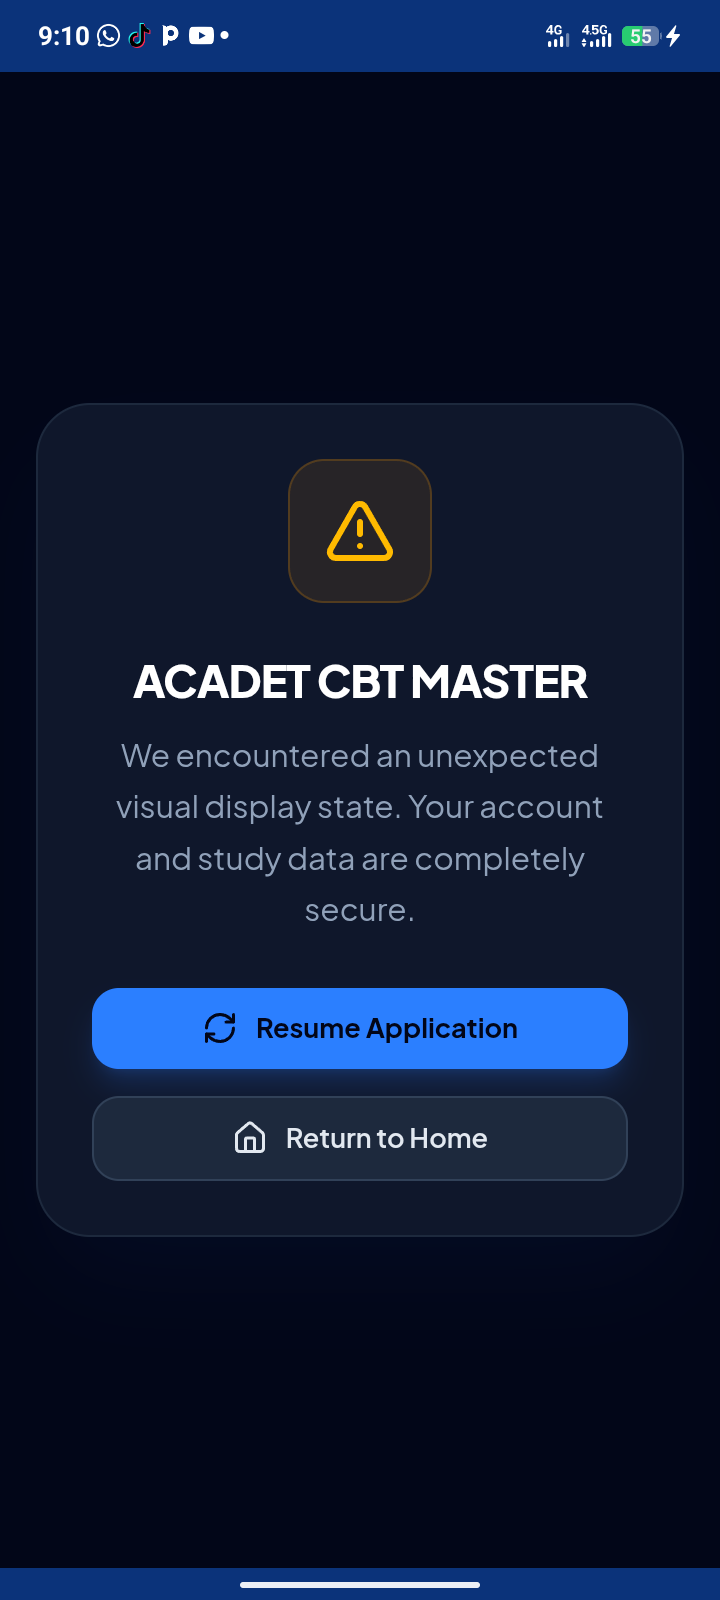 9:10
4G 4.5G 55
ACADET CBT MASTER
We encountered an unexpected
visual display state. Your account
and study data are completely
secure.
Resume Application
Return to Home